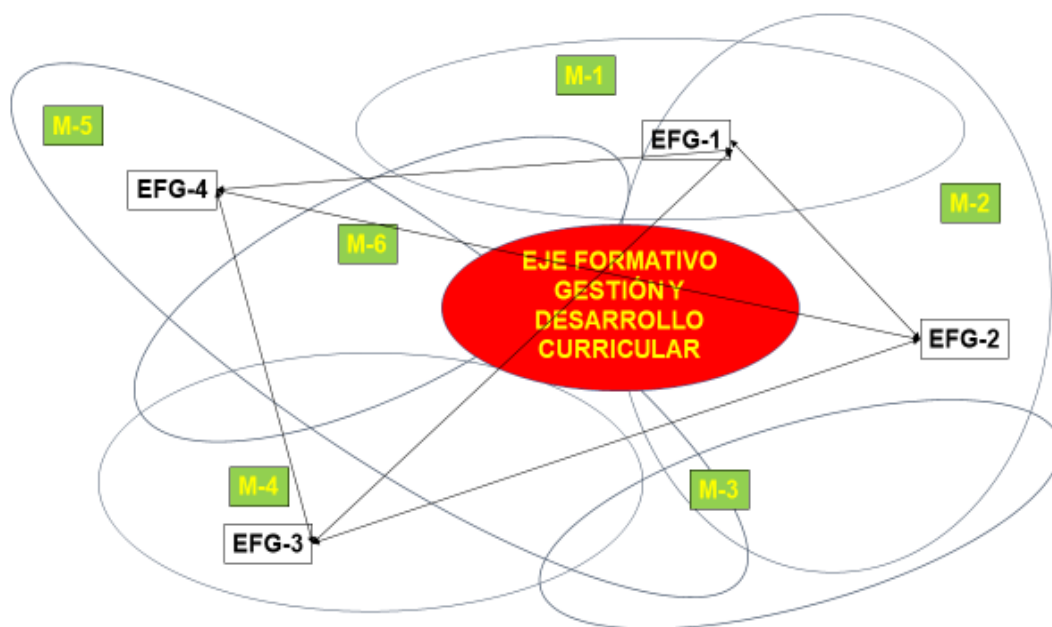 M-1
M-5
EFG-1
EFG-4
M-2
M-6
EJE FORMATIVO
GESTIÓN Y
DESARROLLO
CURRICULAR
EFG-2
M-4
M-3
EFG-3